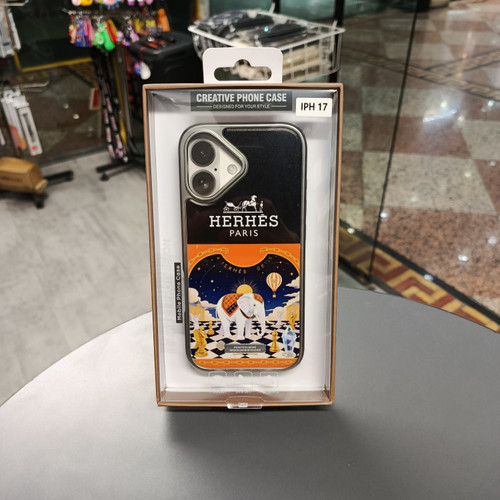 CREATIVE PHONE CASE
DESIGNED FOR YOUR STYLE
IPH 17
HERHÈS
PARIS
Mobile Phone Case